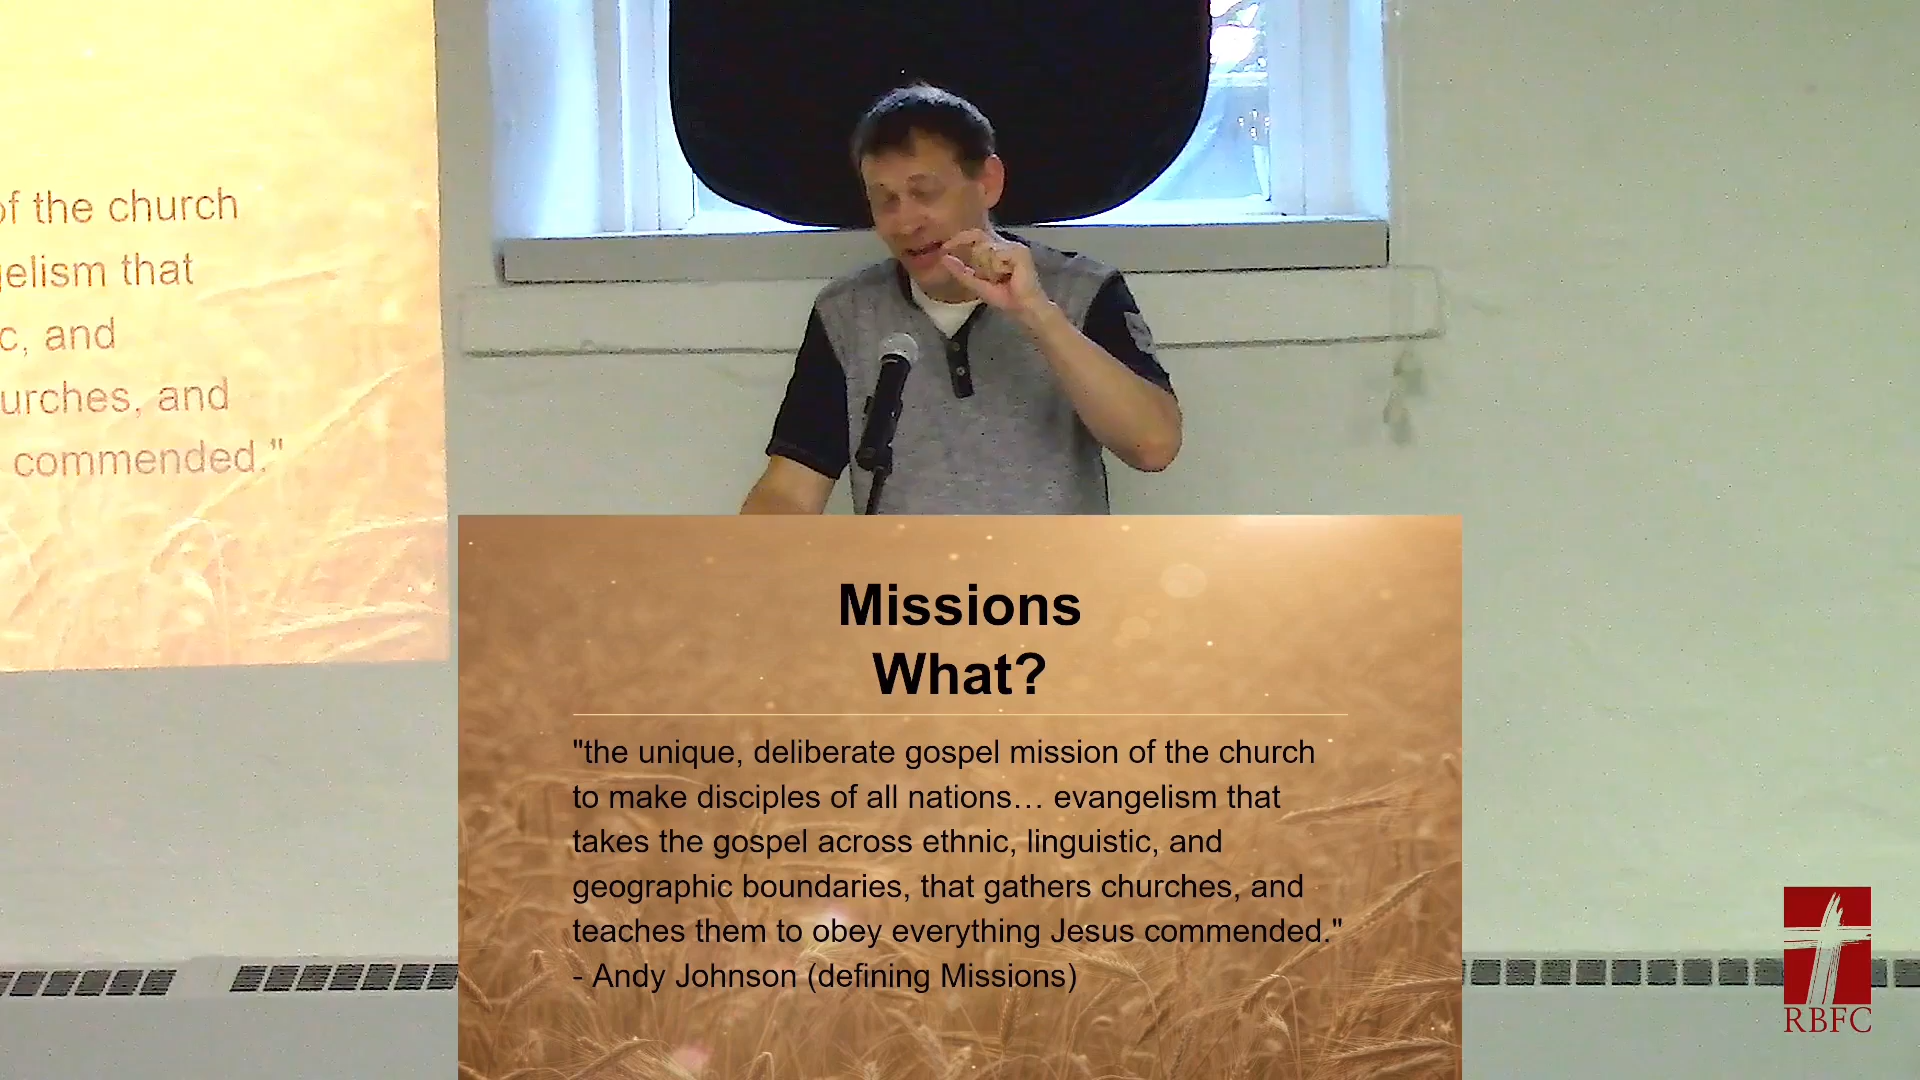 of the church
gelism that
c, and
urches, and
commended."
Missions
What?
"the unique, deliberate gospel mission of the church
to make disciples of all nations… evangelism that
takes the gospel across ethnic, linguistic, and
geographic boundaries, that gathers churches, and
teaches them to obey everything Jesus commended."
- Andy Johnson (defining Missions)
RBFC